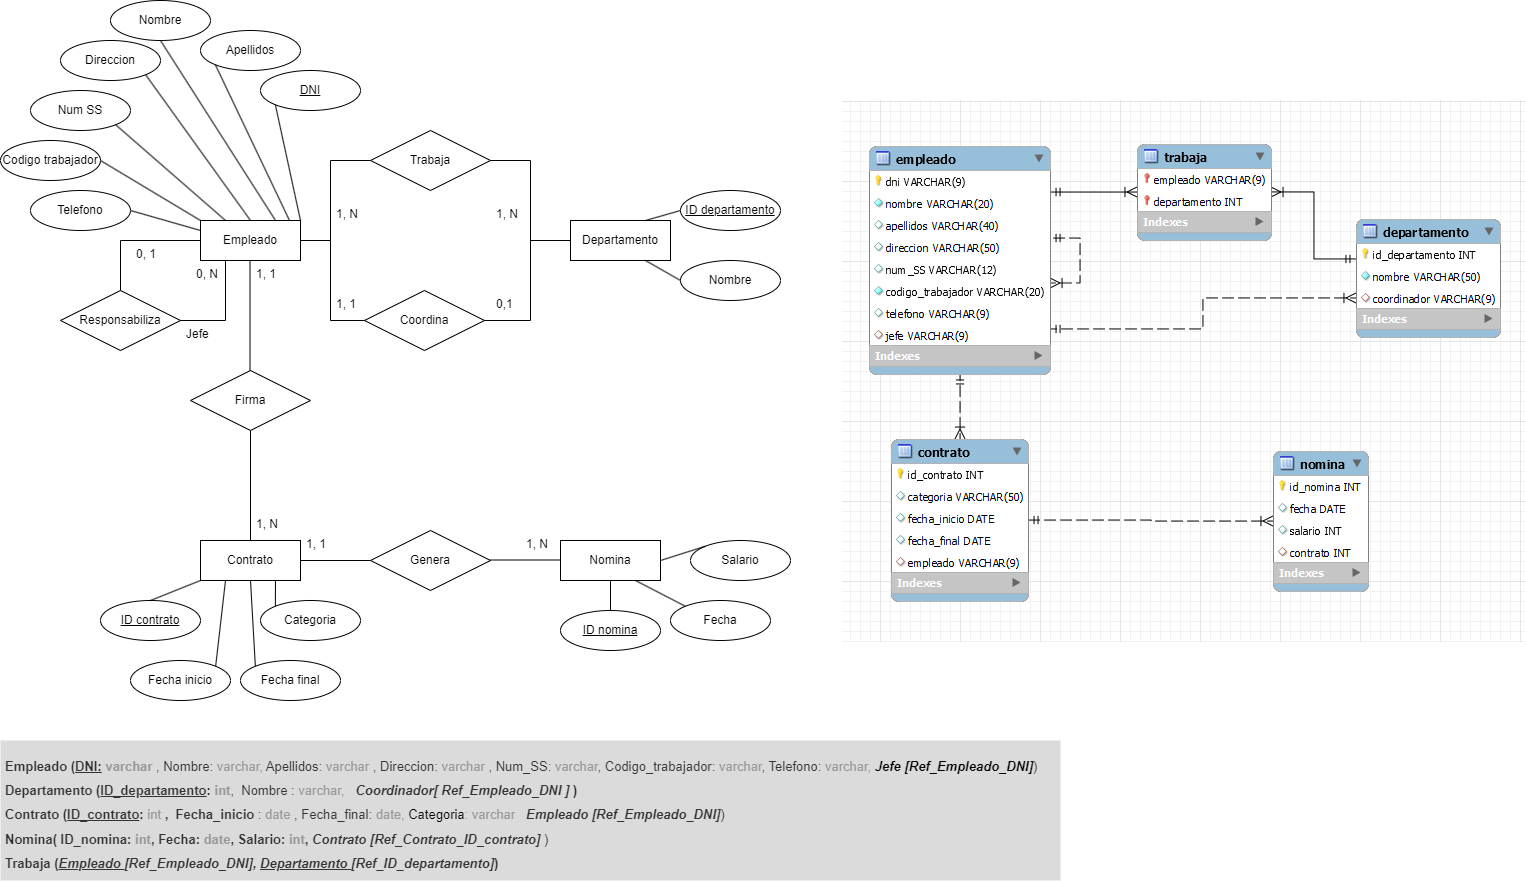 Nombre
Apellidos
Direccion
DNI
Num SS
Codigo trabajador
Telefono
Empleado
0, 1
0, N
1, 1
Responsabiliza
Jefe
Trabaja
1, N
1, N
ID departamento
Departamento
Nombre
1, 1
0,1
Coordina
Firma
1, N
Contrato
1, 1
Genera
1, N
Nomina
Salario
ID contrato
Categoria
ID nomina
Fecha
Fecha inicio
Fecha final
empleado
dni VARCHAR(9)
nombre VARCHAR(20)
apellidos VARCHAR(40)
direccion VARCHAR(50)
num _SS VARCHAR(12)
codigo_trabajador VARCHAR(20)
telefono VARCHAR(9)
jefe VARCHAR(9)
Indexes
trabaja
empleado VARCHAR(9)
departamento INT
Indexes
departamento
id_departamento INT
nombre VARCHAR(50)
coordinador VARCHAR(9)
Indexes
contrato
id_contrato INT
categoria VARCHAR(50)
fecha_inicio DATE
fecha_final DATE
empleado VARCHAR(9)
Indexes
nomina
id_nomina INT
fecha DATE
salario INT
contrato INT
Indexes
Empleado (DNI: varchar , Nombre: varchar, Apellidos: varchar , Direccion: varchar , Num_SS: varchar, Codigo_trabajador: varchar, Telefono: varchar, Jefe [Ref_Empleado_DNI])
Departamento (ID_departamento: int, Nombre : varchar, Coordinador[ Ref_Empleado_DNI ] )
Contrato (ID_contrato: int , Fecha_inicio : date , Fecha_final: date, Categoria: varchar Empleado [Ref_Empleado_DNI])
Nomina( ID_nomina: int, Fecha: date, Salario: int, Contrato [Ref_Contrato_ID_contrato] )
Trabaja (Empleado [Ref_Empleado_DNI], Departamento [Ref_ID_departamento])